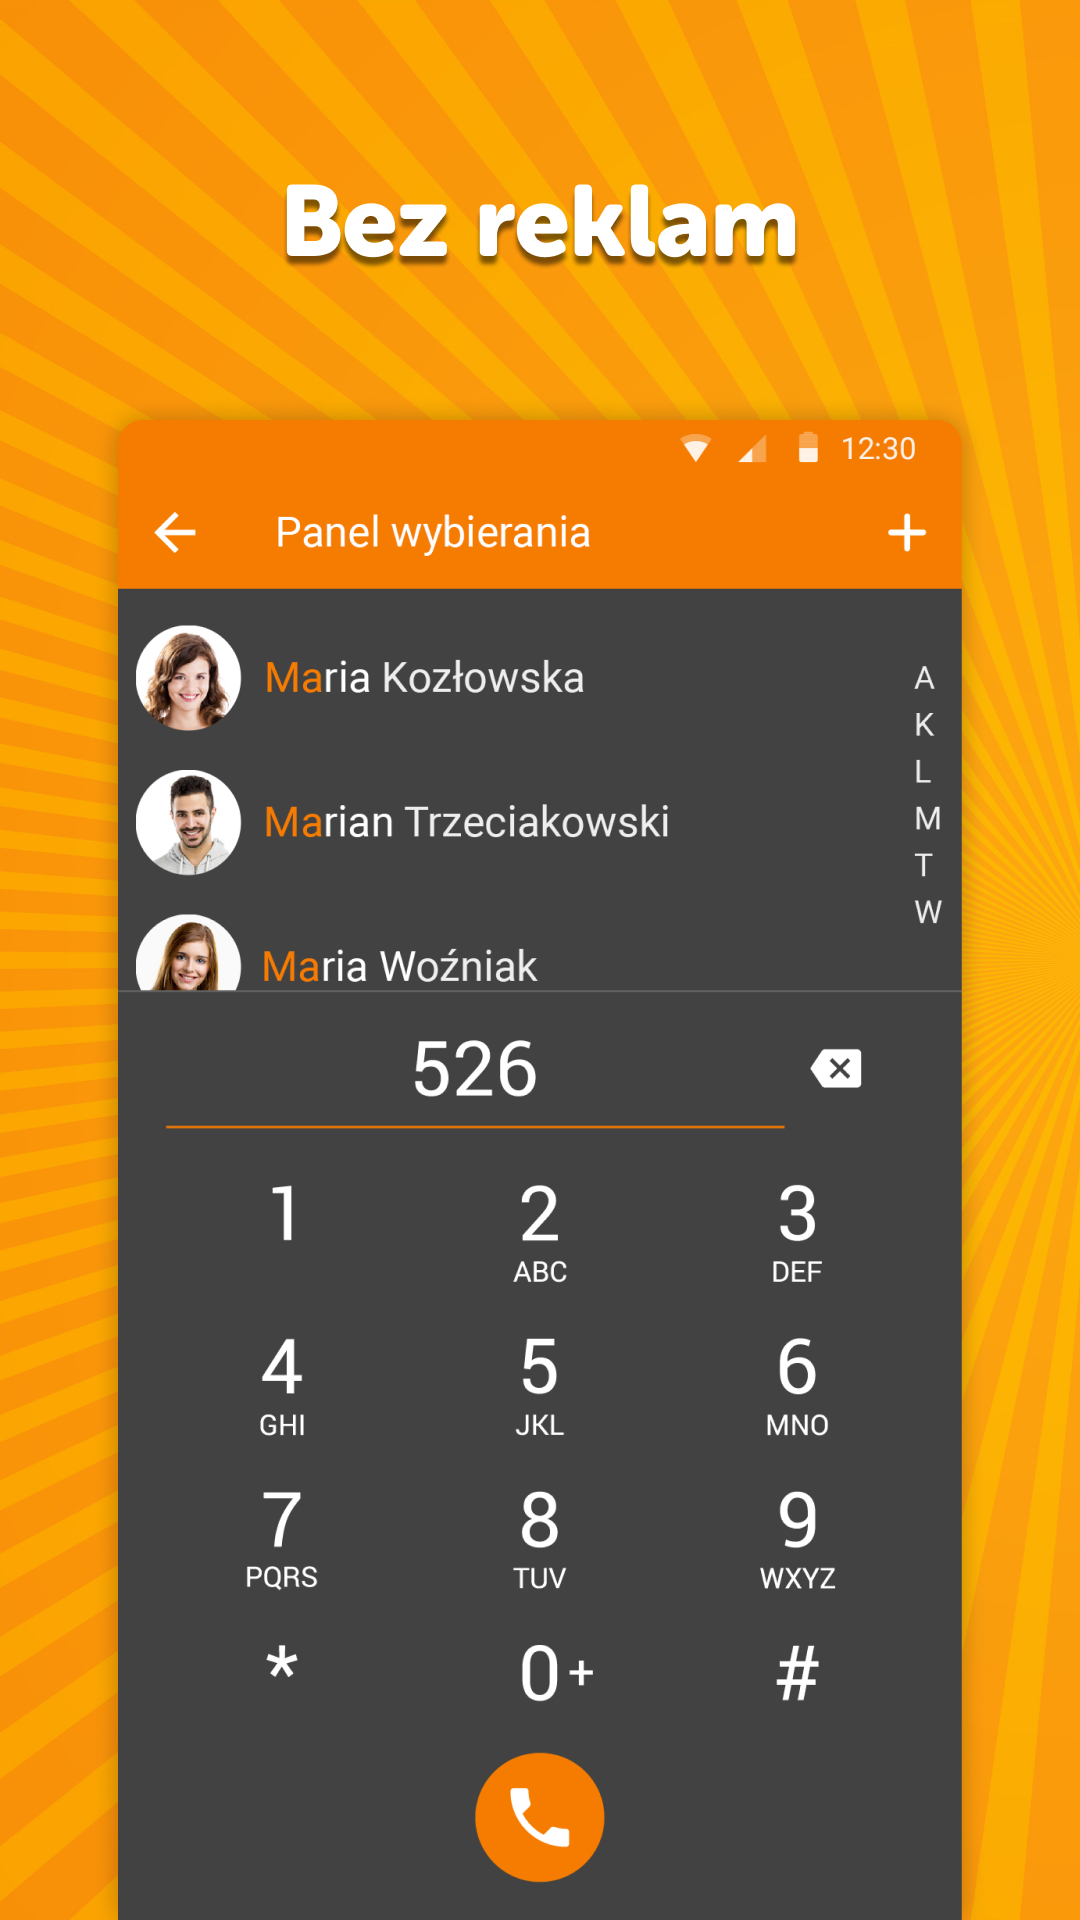 Bez reklam
12:30
Panel wybierania
Maria Kozłowska
Marian Trzeciakowski
Maria Woźniak
A
K
L
M
T
W
526
1
2
3
ABC
DEF
4
5
6
GHI
JKL
MNO
7
8
9
PQRS
TUV
WXYZ
*
0+
#